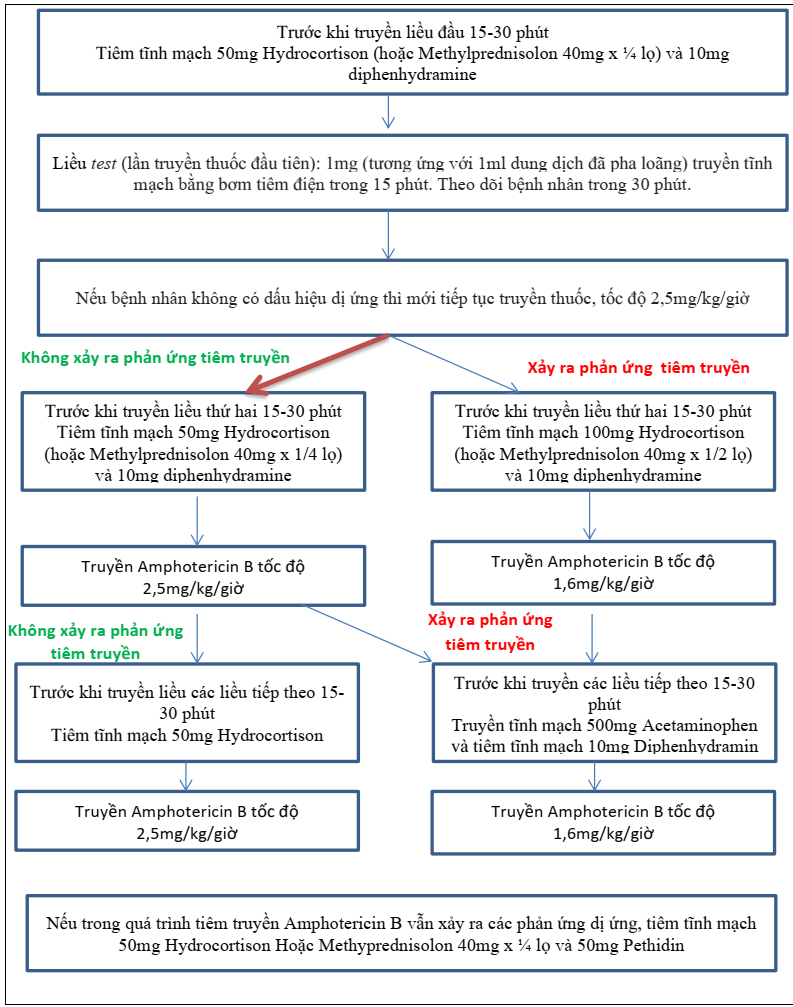 Trước khi truyền liều đầu 15-30 phút
Tiêm tĩnh mạch 50mg Hydrocortison (hoặc Methylprednisolon 40mg x ¼ lọ) và 10mg
diphenhydramine
Liều test (lần truyền thuốc đầu tiên): 1mg (tương ứng với 1ml dung dịch đã pha loãng) truyền tĩnh
mạch bằng bơm tiêm điện trong 15 phút. Theo dõi bệnh nhân trong 30 phút.
Nếu bệnh nhân không có dấu hiệu dị ứng thì mới tiếp tục truyền thuốc, tốc độ 2,5mg/kg/giờ
Không xảy ra phản ứng tiêm truyền
Xảy ra phản ứng tiêm truyền
Trước khi truyền liều thứ hai 15-30 phút
Tiêm tĩnh mạch 50mg Hydrocortison
(hoặc Methylprednisolon 40mg x 1/4 lọ)
và 10mg diphenhydramine
Trước khi truyền liều thứ hai 15-30 phút
Tiêm tĩnh mạch 100mg Hydrocortison
(hoặc Methylprednisolon 40mg x 1/2 lọ)
và 10mg diphenhydramine
Truyền Amphotericin B tốc độ
2,5mg/kg/giờ
Truyền Amphotericin B tốc độ
1,6mg/kg/giờ
Không xảy ra phản ứng
tiêm truyền
Xảy ra phản ứng
tiêm truyền
Trước khi truyền liều các liều tiếp theo 15-
30 phút
Tiêm tĩnh mạch 50mg Hydrocortison
Trước khi truyền các liều tiếp theo 15-30
phút
Truyền tĩnh mạch 500mg Acetaminophen
và tiêm tĩnh mạch 10mg Diphenhydramin
Truyền Amphotericin B tốc độ
2,5mg/kg/giờ
Truyền Amphotericin B tốc độ
1,6mg/kg/giờ
Nếu trong quá trình tiêm truyền Amphotericin B vẫn xảy ra các phản ứng dị ứng, tiêm tĩnh mạch
50mg Hydrocortison Hoặc Methyprednisolon 40mg x ¼ lọ và 50mg Pethidin